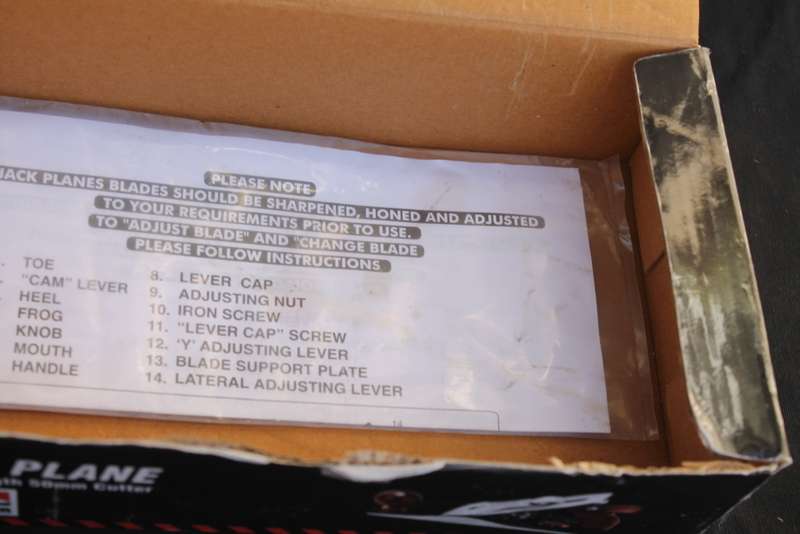 PLEASE NOTE
JACK PLANES BLADES SHOULD BE SHARPENED, HONED AND ADJUSTED
TO YOUR REQUIREMENTS PRIOR TO USE.
TO "ADJUST BLADE" AND "CHANGE BLADE
PLEASE FOLLOW INSTRUCTIONS
TOE
"CAM" LEVER
HEEL
FROG
KNOB
MOUTH
HANDLE
8. LEVER CAP
9. ADJUSTING NUT
10. IRON SCREW
11. "LEVER CAP" SCREW
12. 'Y' ADJUSTING LEVER
13. BLADE SUPPORT PLATE
14. LATERAL ADJUSTING LEVER
14
PLANE
50mm Cutter